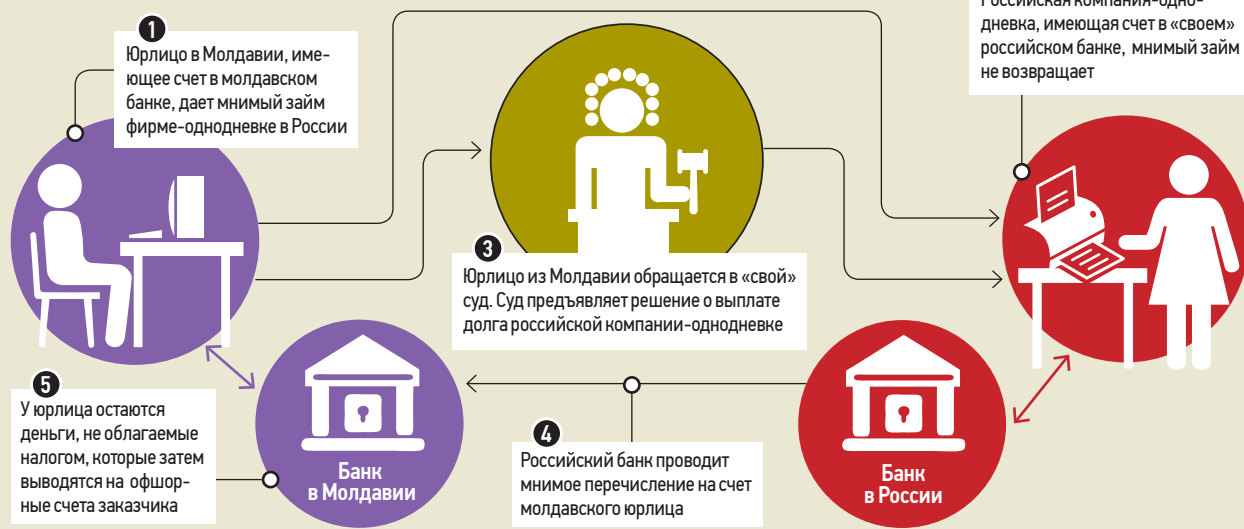 1
Юрлицо в Молдавии, име-
ющее счет в молдавском
банке, дает мнимый займ
фирме-однодневке в России
Российская компания-одно-
дневка, имеющая счет в «своем»
российском банке, мнимый займ
не возвращает
3
Юрлицо из Молдавии обращается в «свой»
суд. Суд предъявляет решение о выплате
долга российской компании-однодневке
4
Российский банк проводит
мнимое перечисление на счет
молдавского юрлица
5
У юрлица остаются
деньги, не облагаемые
налогом, которые затем
выводятся на офшор-
ные счета заказчика
Банк
в Молдавии
Банк
в России